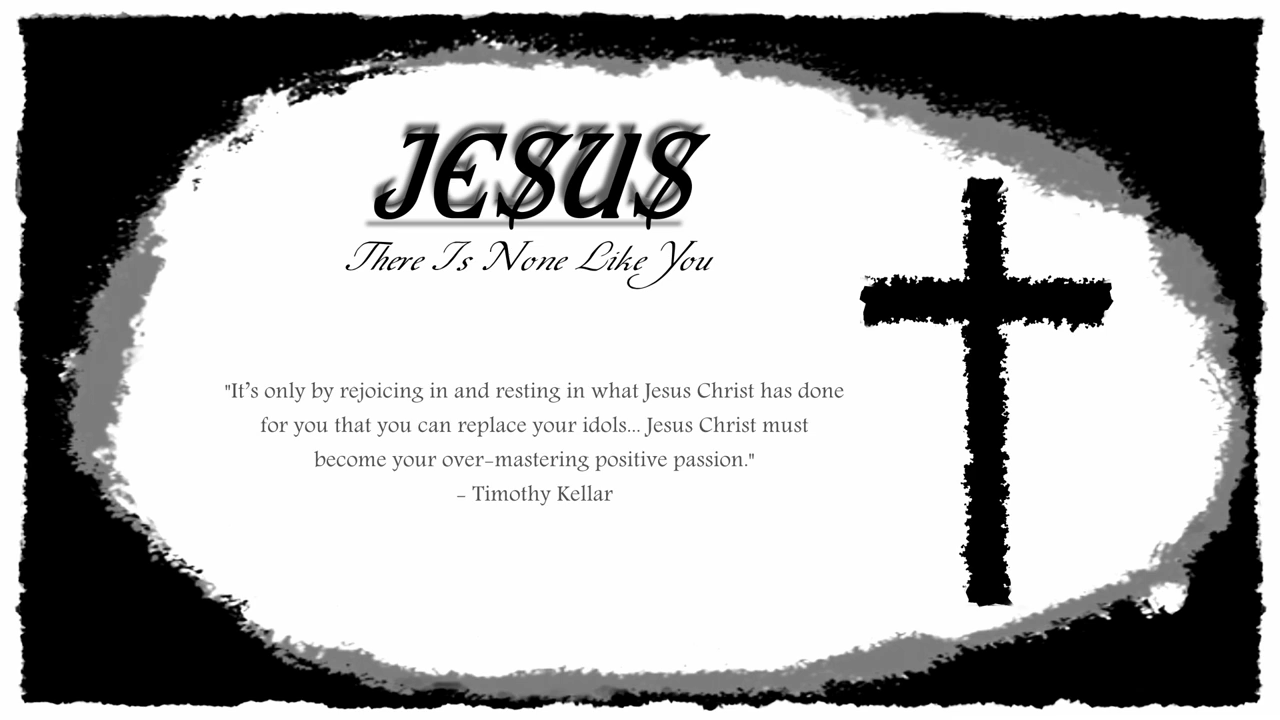 JESUS
There Is None Like You
"It’s only by rejoicing in and resting in what Jesus Christ has done
for you that you can replace your idols... Jesus Christ must
become your over-mastering positive passion."
- Timothy Kellar